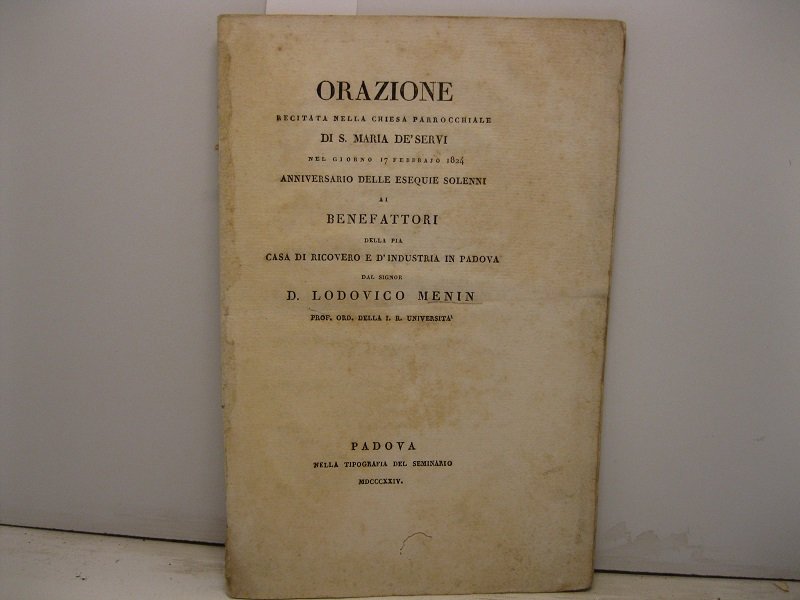 ORAZIONE
RECITATA NELLA CHIESA PARROCCHIALE
DI S. MARIA DE' SERVI
NEL GIORNO 17 FEBBRAIO 1824
ANNIVERSARIO DELLE ESEQUIE SOLENNI
AI
BENEFATTORI
DELLA PIA
CASA DI RICOVERO E D'INDUSTRIA IN PADOVA
DAL SIGNOR
D. LODOVICO MENIN
PROF. ORD. DELLA I. R. UNIVERSITA'
PADOVA
NELLA TIPOGRAFIA DEL SEMINARIO
MDCCCXXIV.